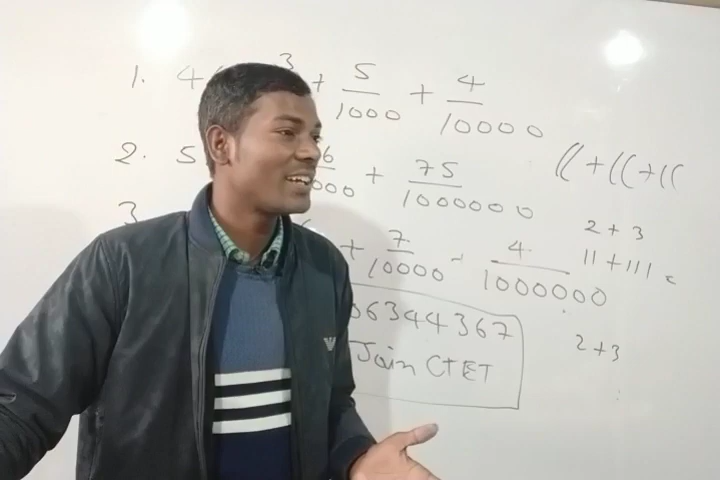 1. 4 3 + 5/1000 + 4/10000
2. 5 6/ 000 + 75/1000000
3. + 7/10000 - 4/1000000
06344367
Join CTET
(( + (( + ((
2 + 3
11 + 111
2 + 3